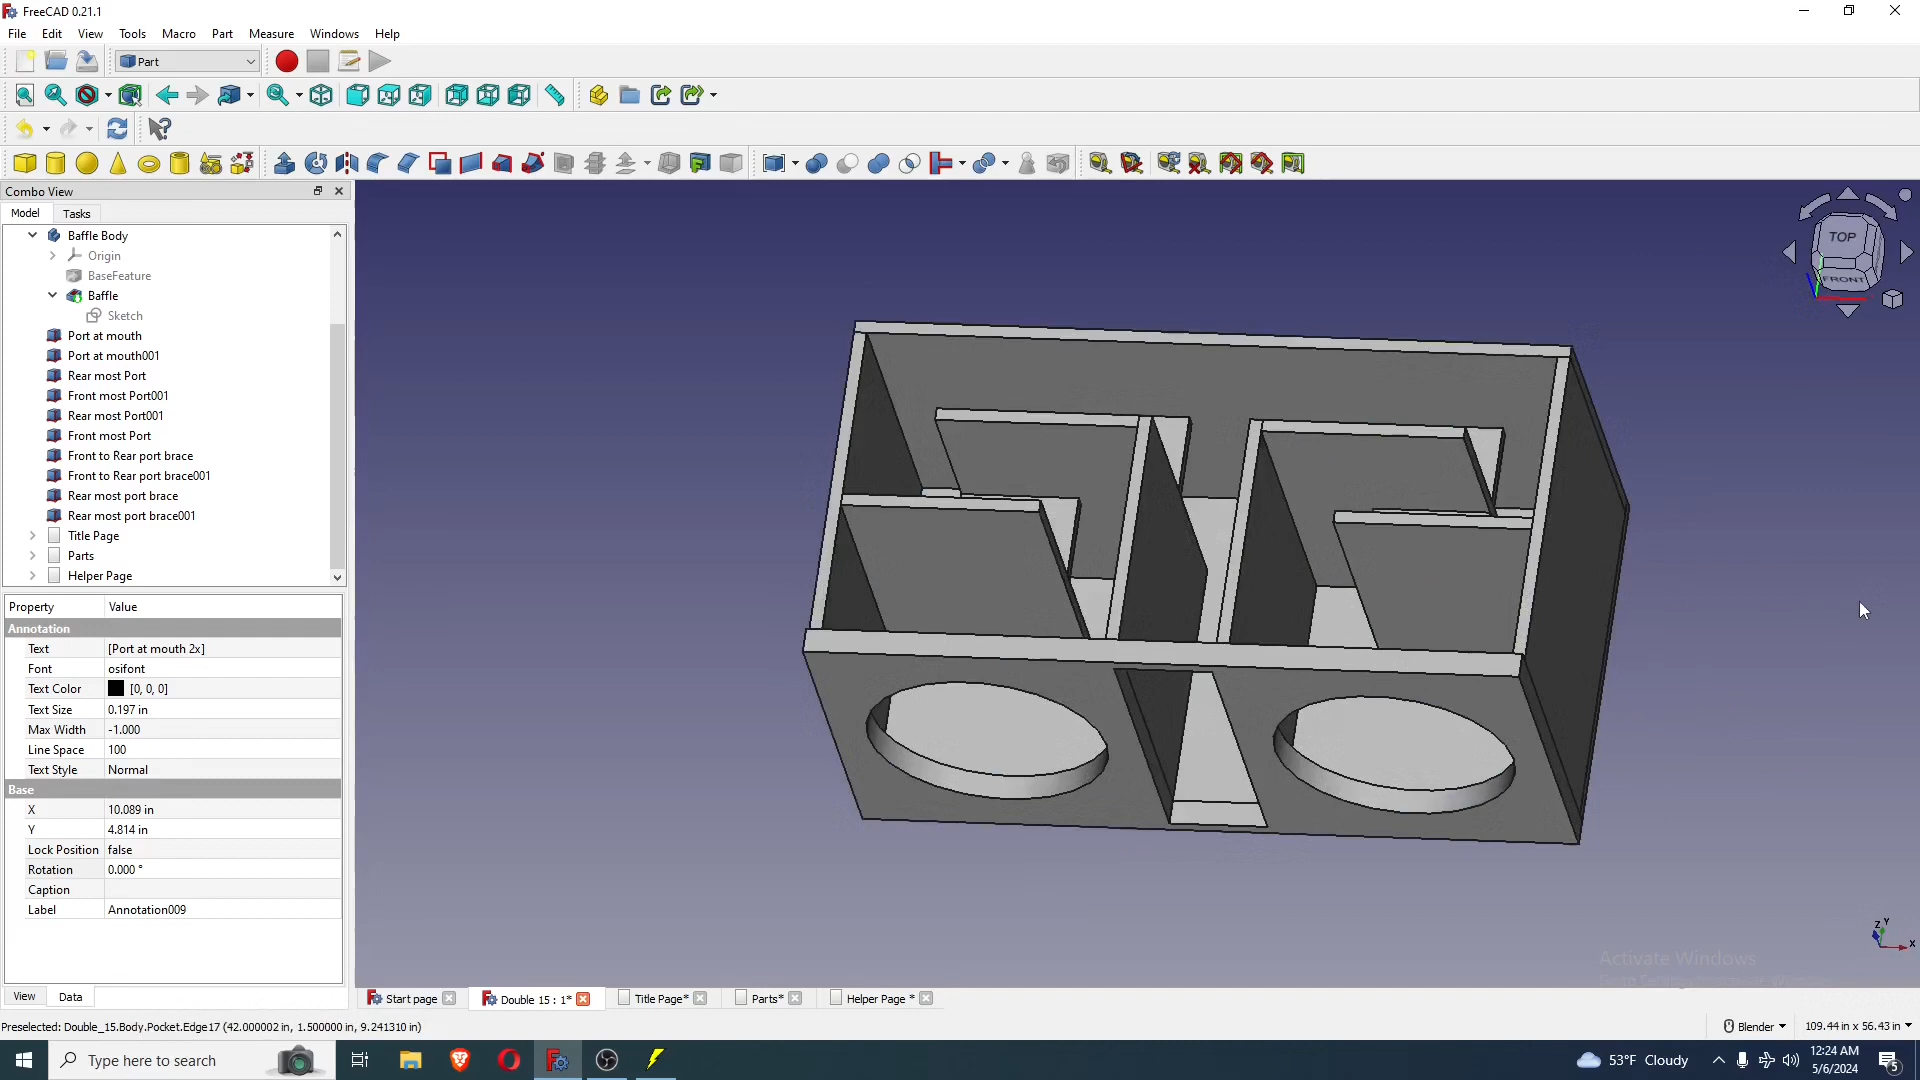 FreeCAD 0.21.1
File Edit View Tools Macro Part Measure Windows Help
Part
Combo View
Model Tasks
Baffle Body
Origin
BaseFeature
Baffle
Sketch
Port at mouth
Port at mouth001
Rear most Port
Front most Port001
Rear most Port001
Front most Port
Front to Rear port brace
Front to Rear port brace001
Rear most port brace
Rear most port brace001
Title Page
Parts
Helper Page
Property Value
Annotation
Text [Port at mouth 2x]
Font osifont
Text Color [0, 0, 0]
Text Size 0.197 in
Max Width -1.000
Line Space 100
Text Style Normal
Base
X 10.089 in
Y 4.814 in
Lock Position false
Rotation 0.000 °
Caption
Label Annotation009
View Data
TOP
FRONT
Z Y
X
Activate Windows
Start page Double 15 : 1* Title Page* Parts* Helper Page *
Preselected: Double_15.Body.Pocket.Edge17 (42.000002 in, 1.500000 in, 9.241310 in)
Blender 109.44 in x 56.43 in
Type here to search
53°F Cloudy
12:24 AM
5/6/2024
5